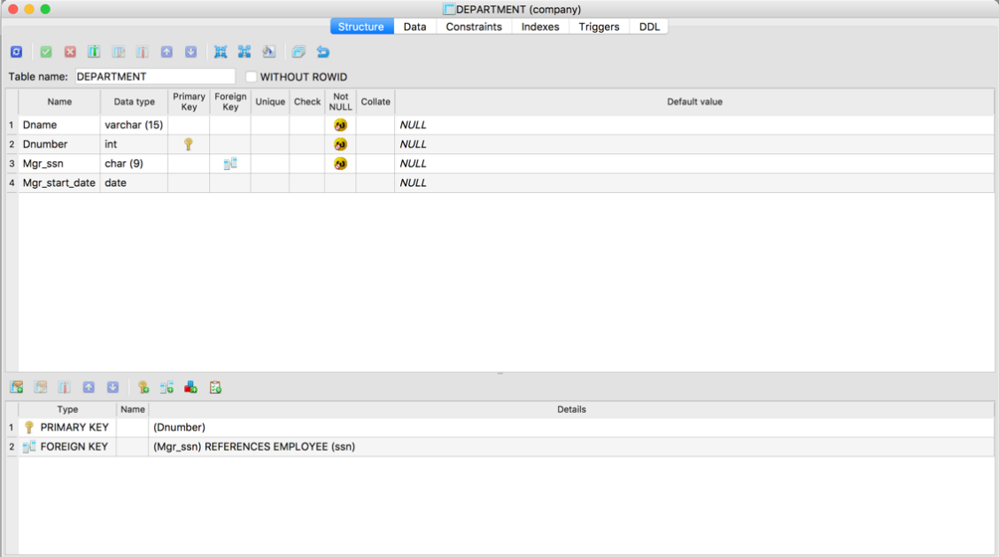 DEPARTMENT (company)
Structure Data Constraints Indexes Triggers DDL
Table name: DEPARTMENT WITHOUT ROWID
Name Data type Primary Key Foreign Key Unique Check Not NULL Collate Default value
1 Dname varchar (15) NULL
2 Dnumber int NULL
3 Mgr_ssn char (9) NULL
4 Mgr_start_date date NULL
Type Name Details
1 PRIMARY KEY (Dnumber)
2 FOREIGN KEY (Mgr_ssn) REFERENCES EMPLOYEE (ssn)